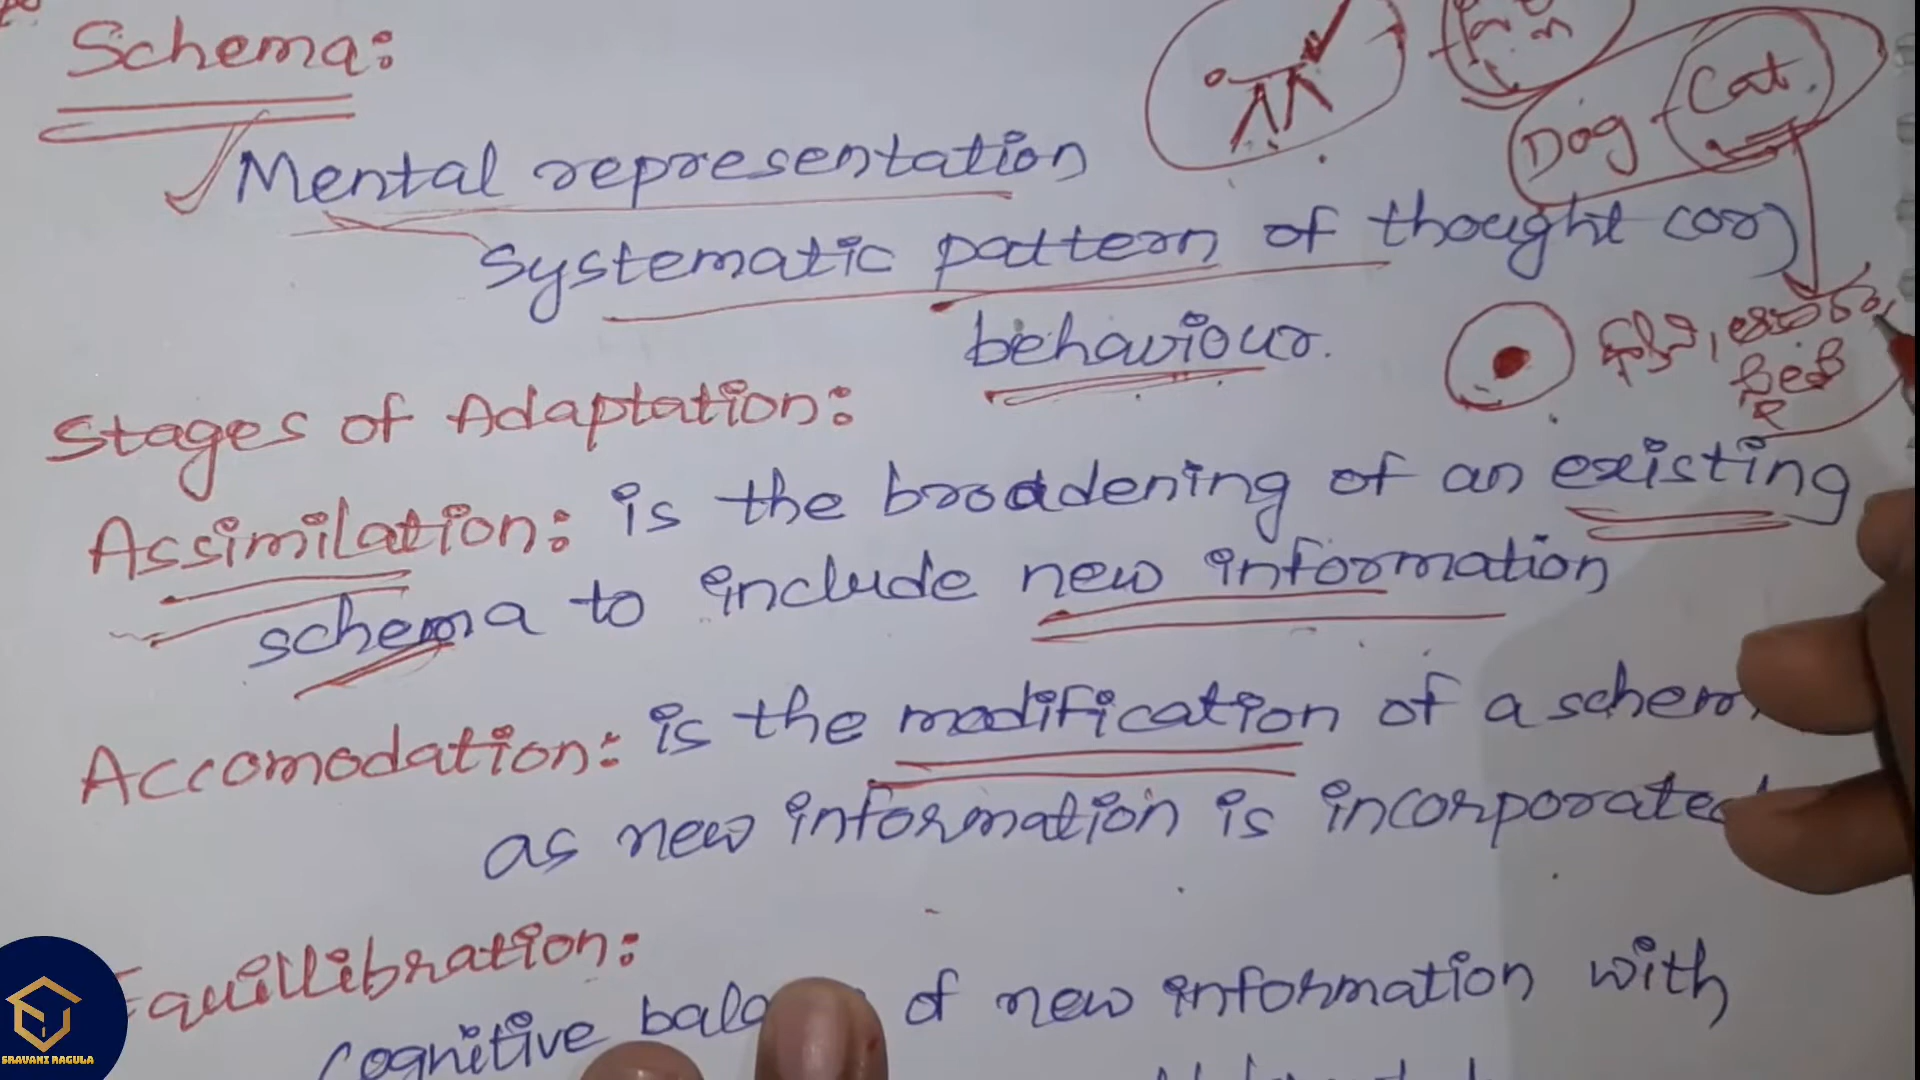 Schema:
Dog - Cat.
Mental representation
systematic pattern of thought (or)
behaviour.
Stages of Adaptation:
Assimilation: is the broadening of an existing
schema to include new information
Accomodation: is the modification of a schem
as new information is incorporated
Equillibration:
cognitive of new information with
SRAVANI RAGULA